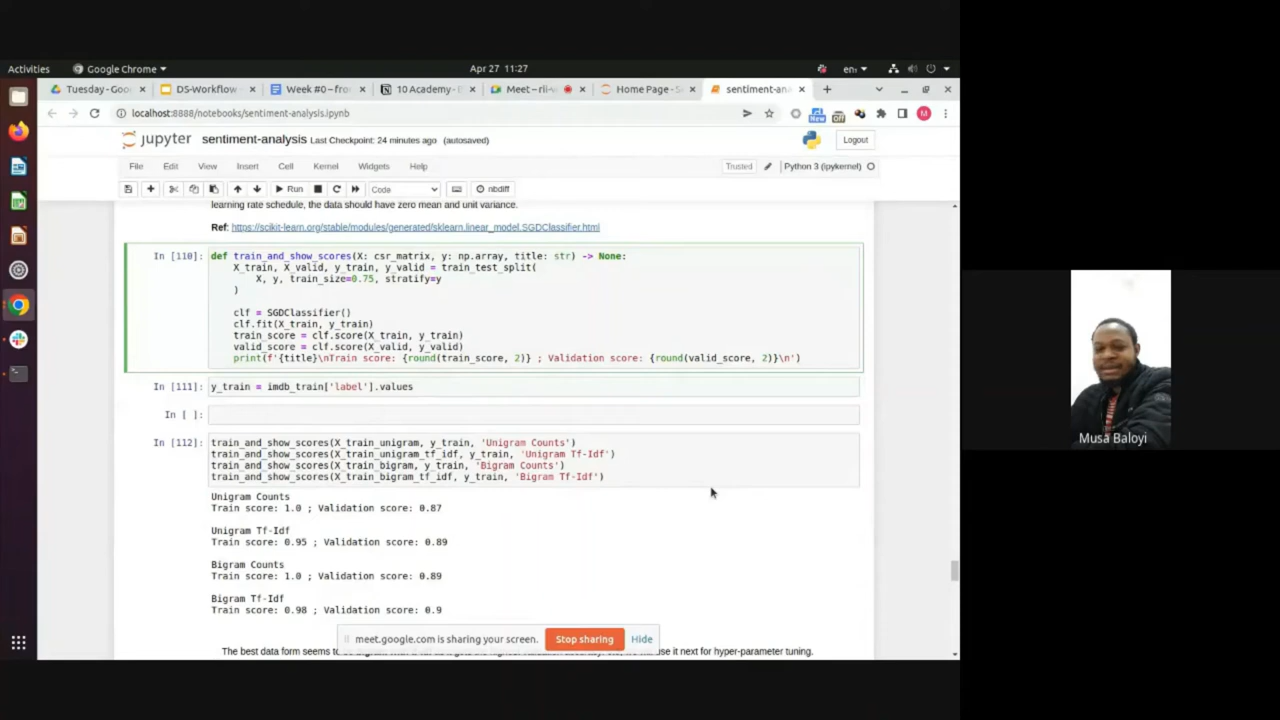 Activities
Google Chrome
Apr 27 11:27
en
Tuesday - Goo
DS-Workflow
Week #0 – fro
10 Academy - B
Meet – rii-
Home Page - S
sentiment-ana
localhost:8888/notebooks/sentiment-analysis.ipynb
New
Off
M
jupyter sentiment-analysis Last Checkpoint: 24 minutes ago (autosaved)
Logout
File Edit View Insert Cell Kernel Widgets Help
Trusted
Python 3 (ipykernel)
Run
Code
nbdiff
learning rate schedule, the data should have zero mean and unit variance.
Ref: https://scikit-learn.org/stable/modules/generated/sklearn.linear_model.SGDClassifier.html
In [110]: def train_and_show_scores(X: csr_matrix, y: np.array, title: str) -> None:
X_train, X_valid, y_train, y_valid = train_test_split(
X, y, train_size=0.75, stratify=y
)
clf = SGDClassifier()
clf.fit(X_train, y_train)
train_score = clf.score(X_train, y_train)
valid_score = clf.score(X_valid, y_valid)
print(f'{title}\nTrain score: {round(train_score, 2)} ; Validation score: {round(valid_score, 2)}\n')
In [111]: y_train = imdb_train['label'].values
In [ ]:
In [112]: train_and_show_scores(X_train_unigram, y_train, 'Unigram Counts')
train_and_show_scores(X_train_unigram_tf_idf, y_train, 'Unigram Tf-Idf')
train_and_show_scores(X_train_bigram, y_train, 'Bigram Counts')
train_and_show_scores(X_train_bigram_tf_idf, y_train, 'Bigram Tf-Idf')
Unigram Counts
Train score: 1.0 ; Validation score: 0.87
Unigram Tf-Idf
Train score: 0.95 ; Validation score: 0.89
Bigram Counts
Train score: 1.0 ; Validation score: 0.89
Bigram Tf-Idf
Train score: 0.98 ; Validation score: 0.9
meet.google.com is sharing your screen.
Stop sharing
Hide
The best data form seems to
use it next for hyper-parameter tuning.
Musa Baloyi